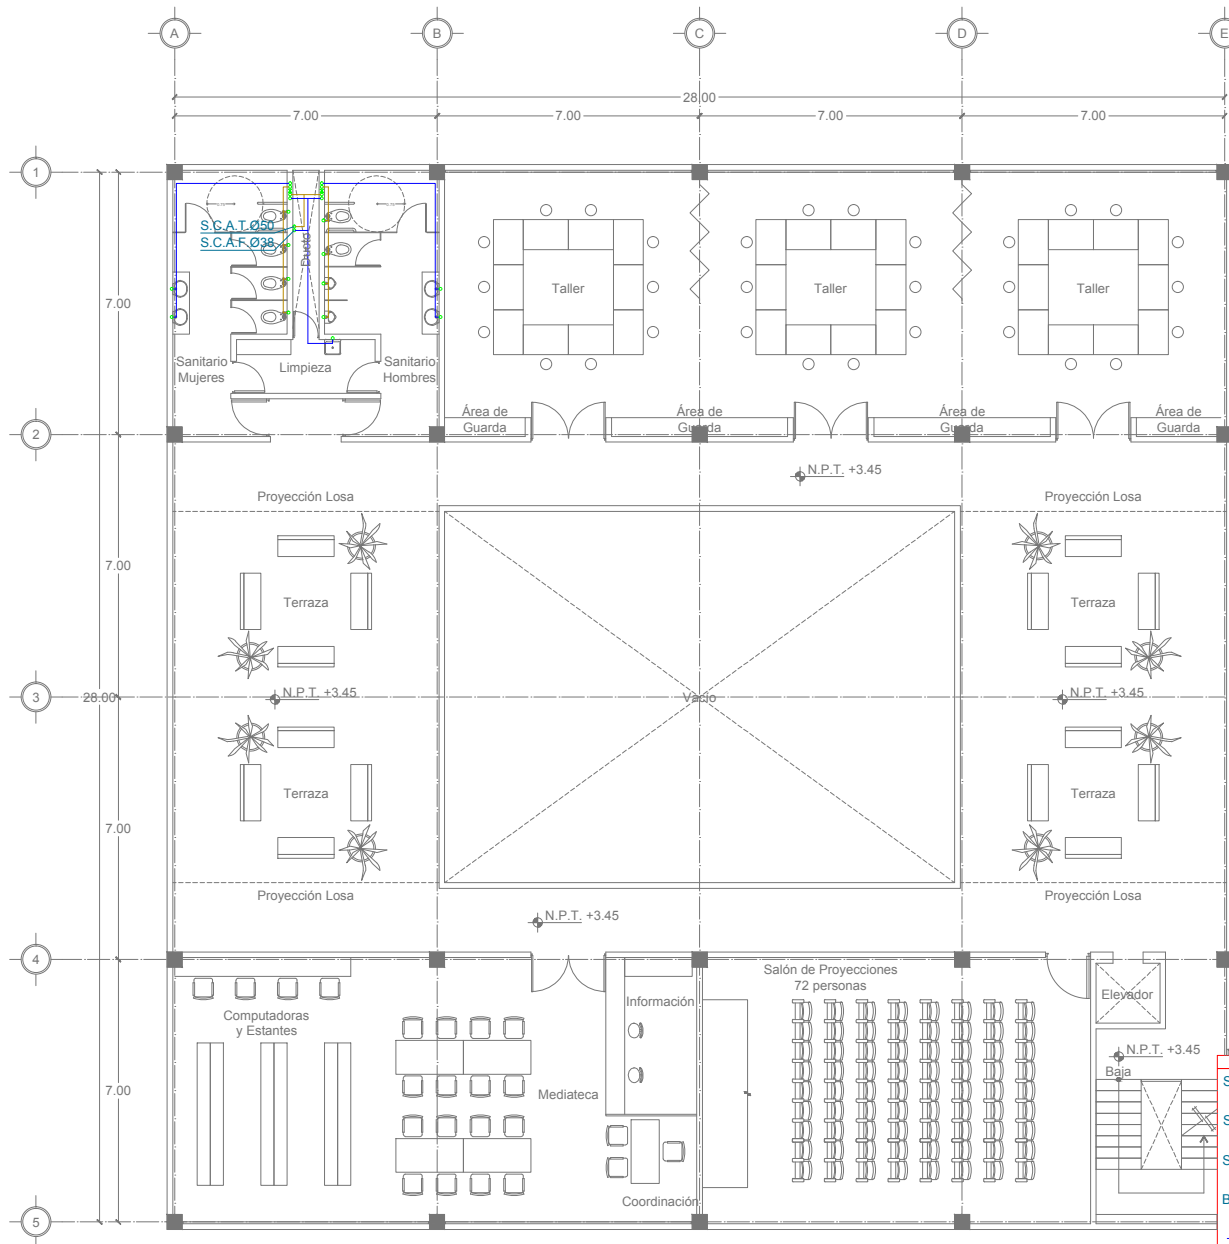 A
B
C
D
E
28.00
7.00
7.00
7.00
7.00
1
S.C.A.T.Ø50
S.C.A.F.Ø38
Ducto
7.00
Taller
Taller
Taller
Sanitario
Mujeres
Limpieza
Sanitario
Hombres
Área de
Guarda
Área de
Guarda
Área de
Guarda
Área de
Guarda
2
N.P.T. +3.45
Proyección Losa
Proyección Losa
7.00
Terraza
Terraza
3
28.00
N.P.T. +3.45
Vacío
N.P.T. +3.45
Terraza
Terraza
7.00
Proyección Losa
Proyección Losa
N.P.T. +3.45
4
Salón de Proyecciones
72 personas
Información
Elevador
Computadoras
y Estantes
N.P.T. +3.45
Baja
7.00
Mediateca
S
S
S
B
Coordinación
5